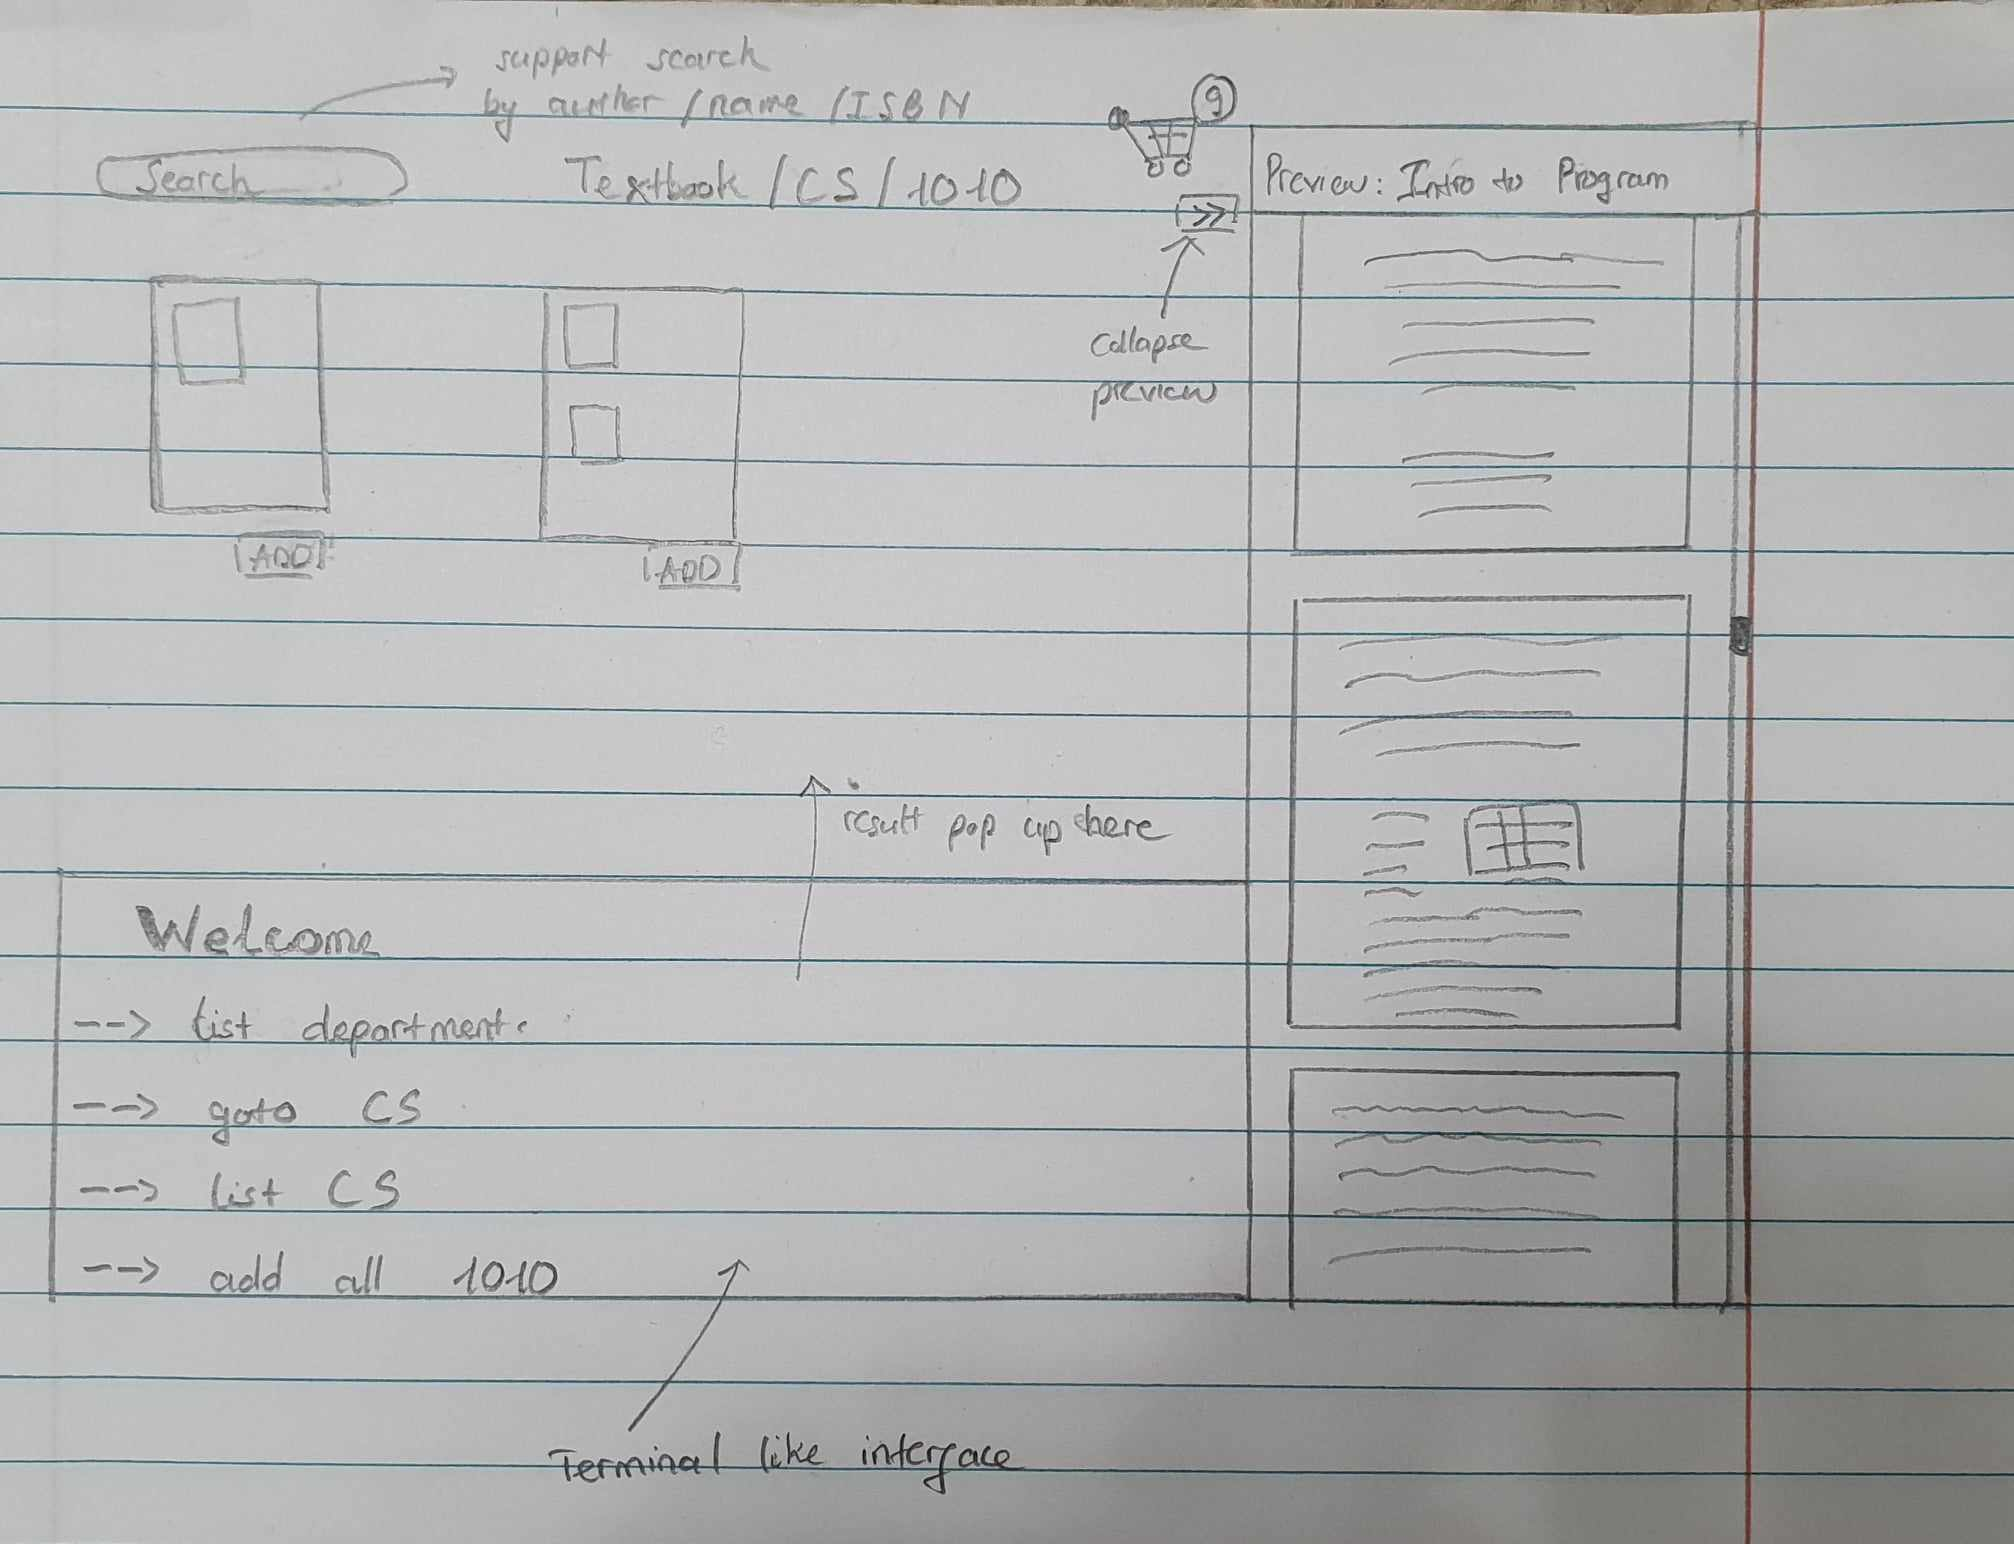 support search
by author / name / ISBN
9
Search
Textbook / CS / 1010
Preview: Intro to Program
>>
collapse
preview
ADD
ADD
result pop up here
Welcome
--> list department.
--> goto CS
--> list CS
--> add all 1010
Terminal like interface